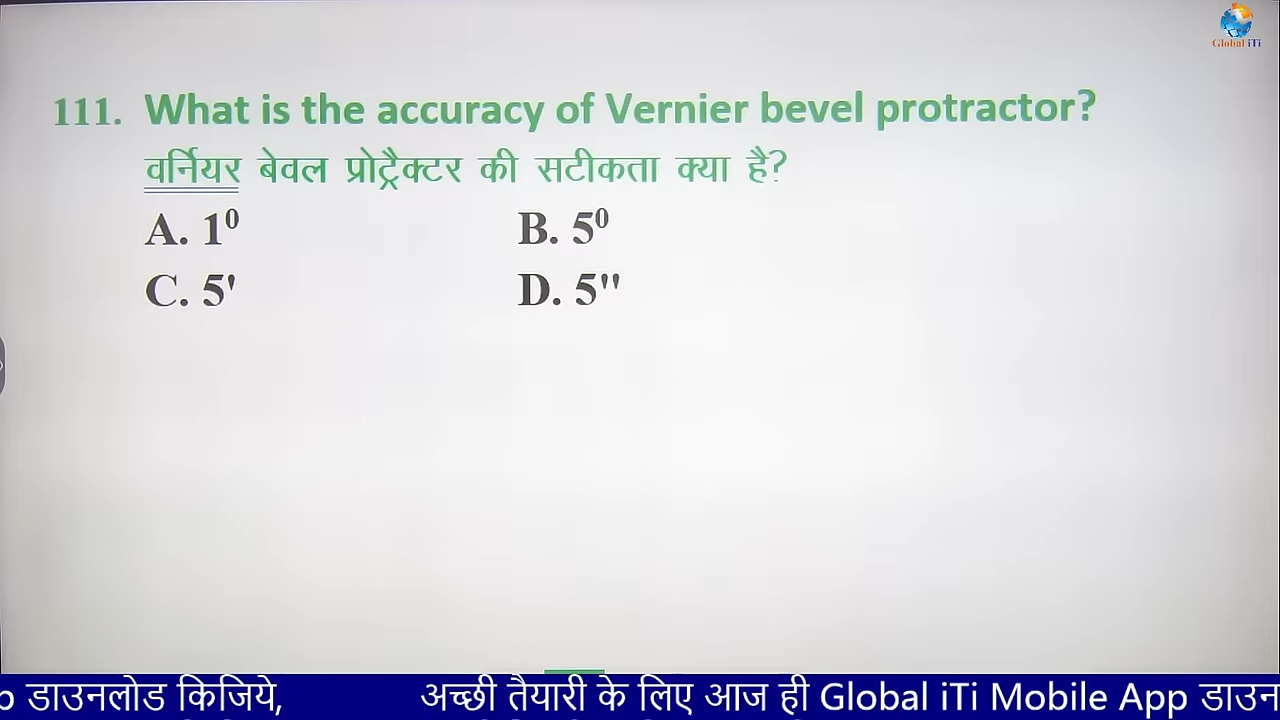 Global iTi
111. What is the accuracy of Vernier bevel protractor?
वर्नियर बेवल प्रोट्रैक्टर की सटीकता क्या है?
A. 1⁰ B. 5⁰
C. 5' D. 5''
p डाउनलोड किजिये, अच्छी तैयारी के लिए आज ही Global iTi Mobile App डाउन